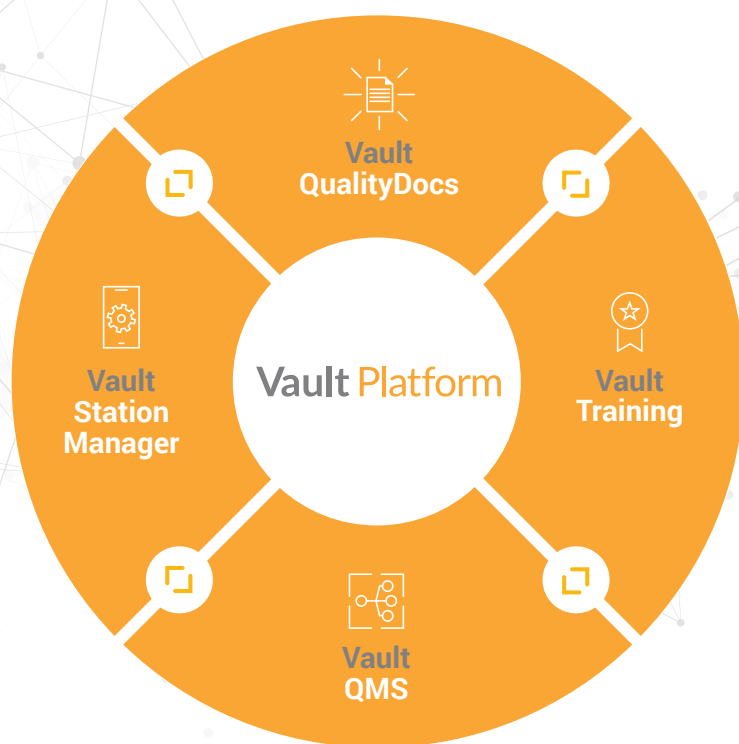 Vault
QualityDocs
Vault
Station
Manager
Vault Platform
Vault
Training
Vault
QMS